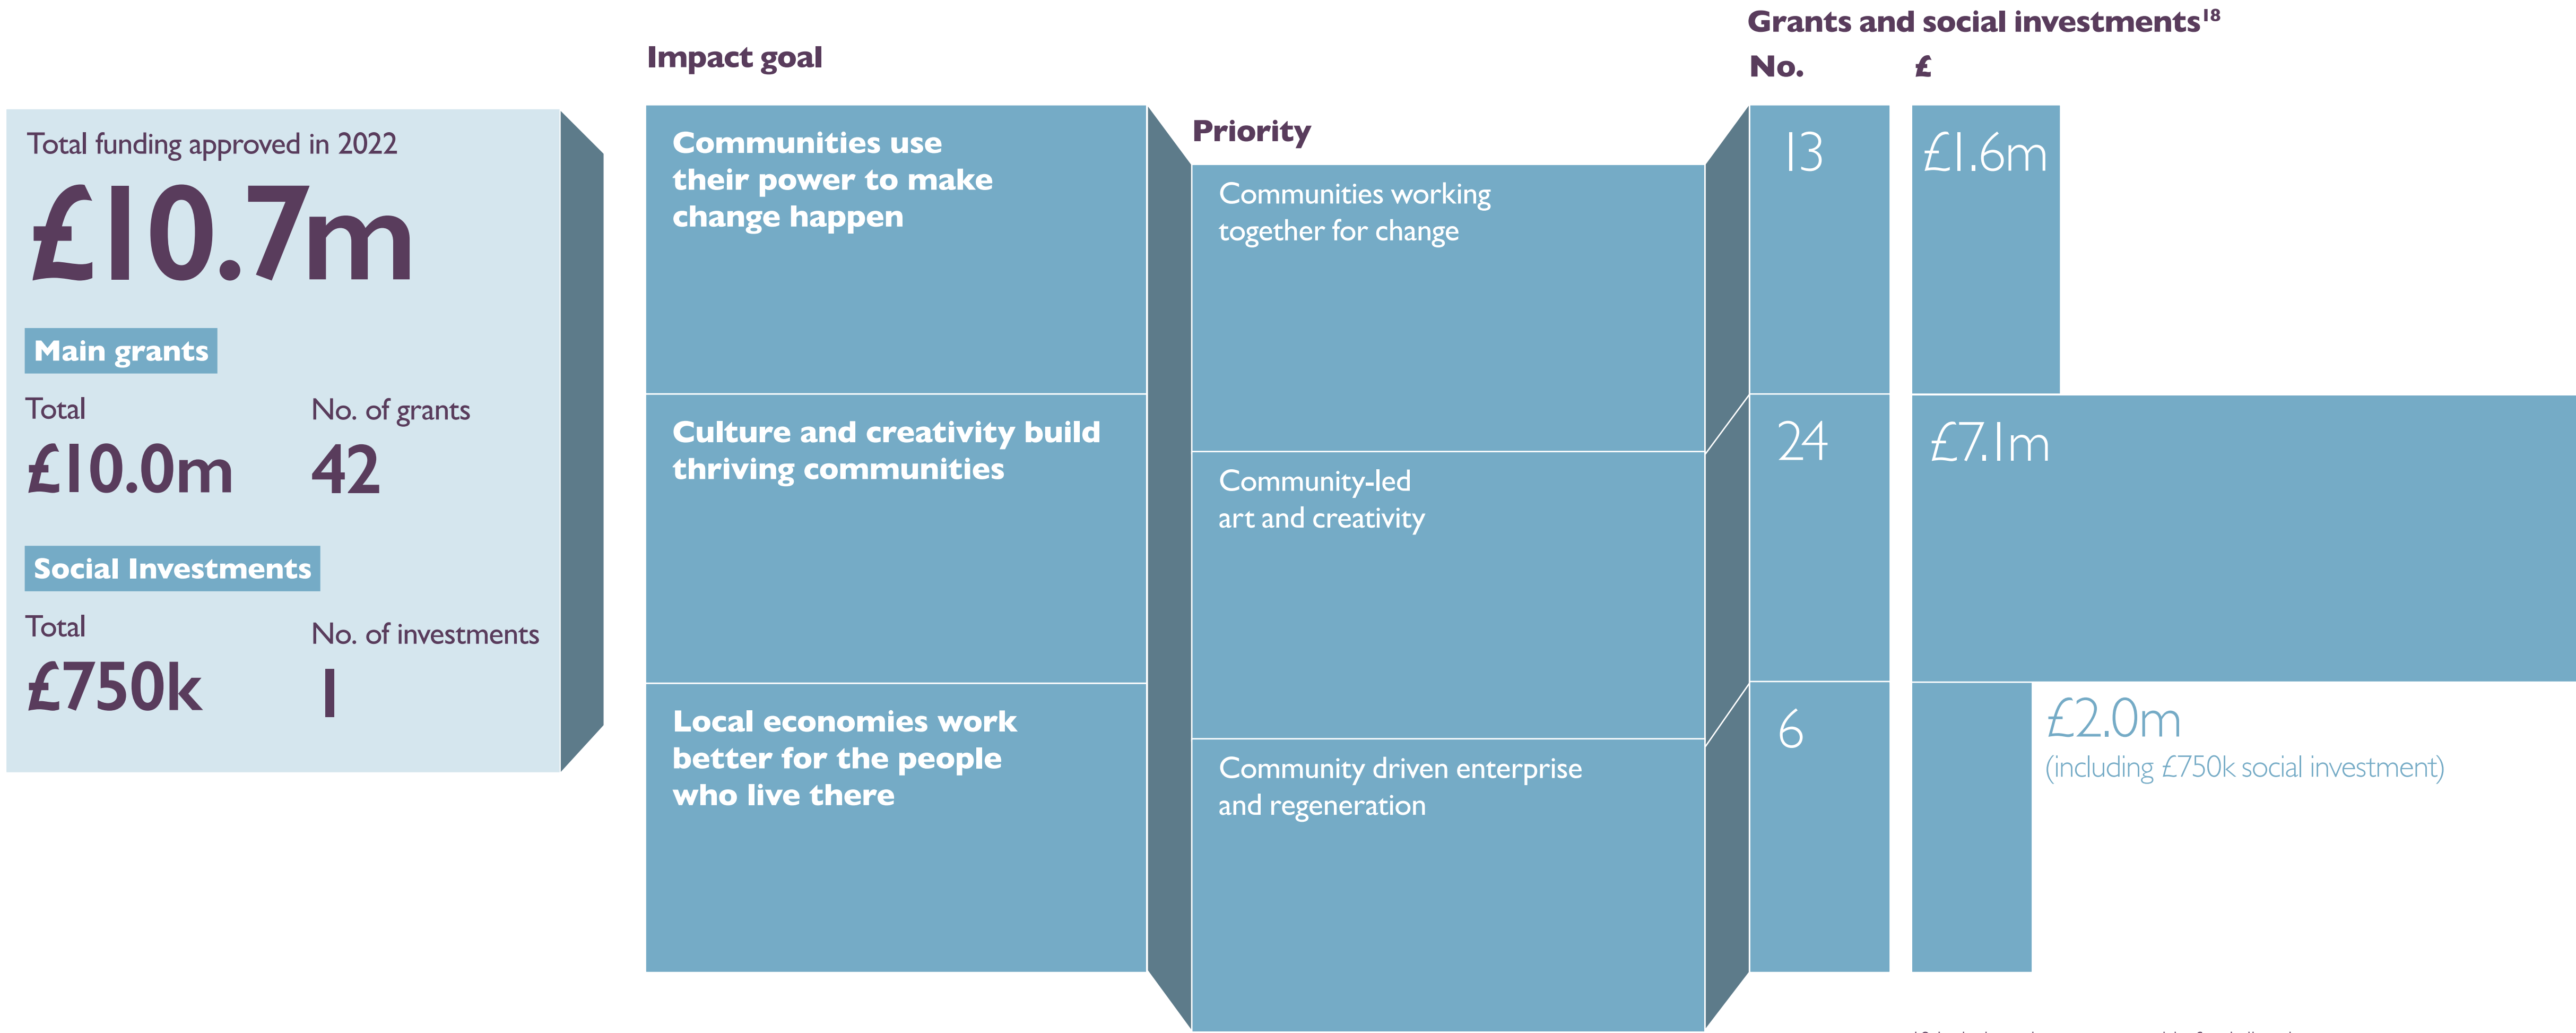 Total funding approved in 2022
£10.7m
Main grants
Total
£10.0m
No. of grants
42
Social Investments
Total
£750k
No. of investments
1
Impact goal
Communities use
their power to make
change happen
Culture and creativity build
thriving communities
Local economies work
better for the people
who live there
Priority
Communities working
together for change
Community-led
art and creativity
Community driven enterprise
and regeneration
Grants and social investments18
No.
£
13
£1.6m
24
£7.1m
6
£2.0m
(including £750k social investment)